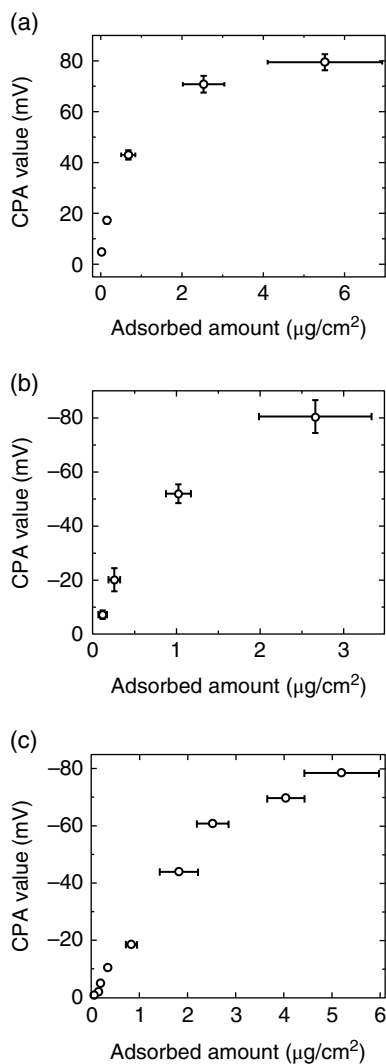 (a)
80
60
40
20
0
CPA value (mV)
0 2 4 6
Adsorbed amount (μg/cm²)
(b)
–80
–60
–40
–20
0
CPA value (mV)
0 1 2 3
Adsorbed amount (μg/cm²)
(c)
–80
–60
–40
–20
0
CPA value (mV)
0 1 2 3 4 5 6
Adsorbed amount (μg/cm²)